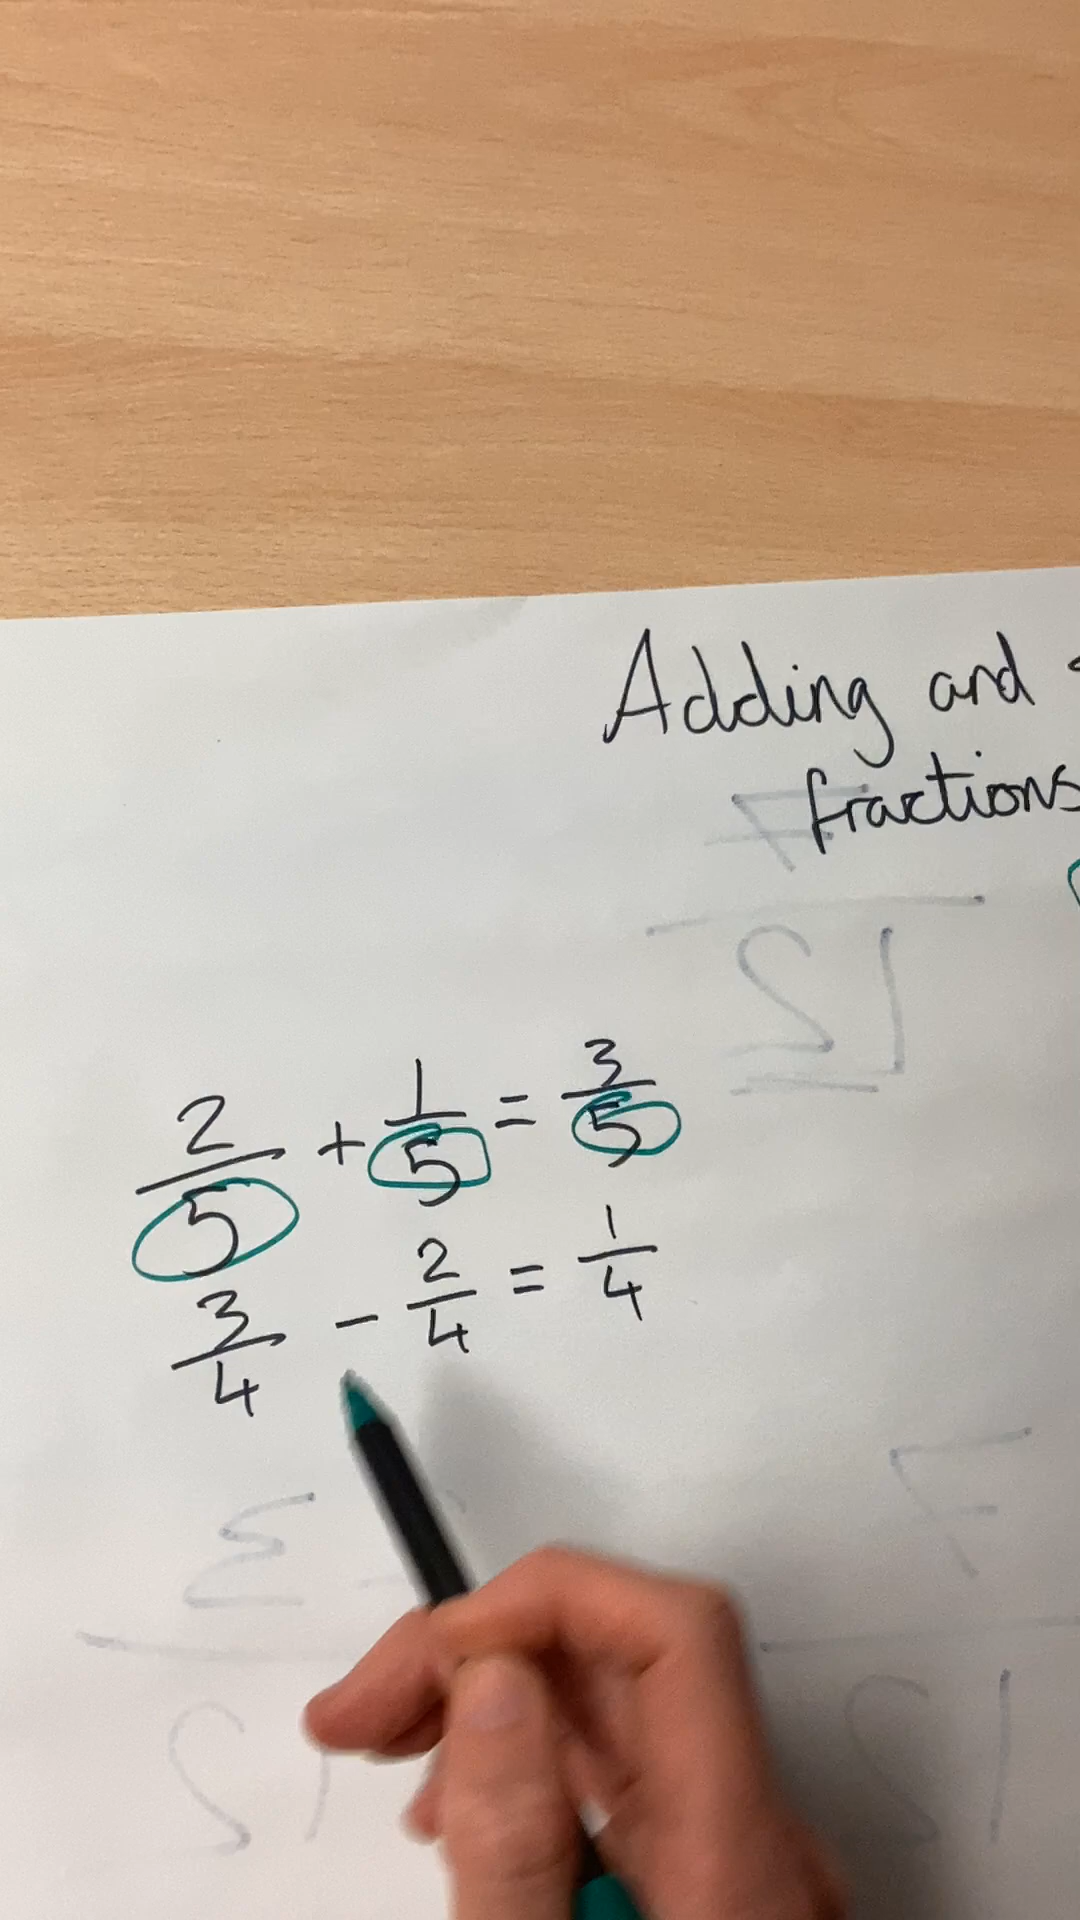 Adding and
fractions
2/5 + 1/5 = 3/5
3/4 - 2/4 = 1/4